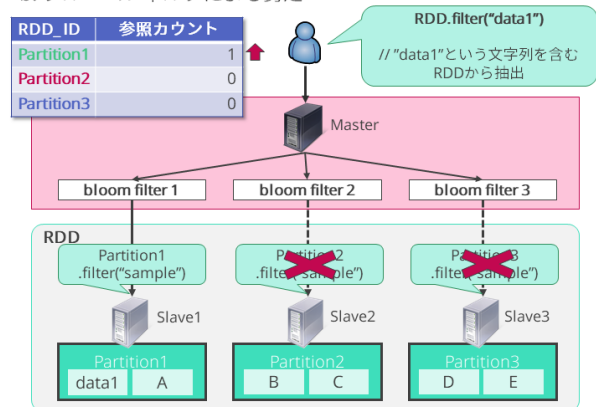 RDD_ID 参照カウント
Partition1 1
Partition2 0
Partition3 0
RDD.filter(“data1”)
// ”data1”という文字列を含む
RDDから抽出
Master
bloom filter 1
bloom filter 2
bloom filter 3
RDD
Partition1
.filter(“sample”)
Partition2
.filter(“sample”)
Partition3
.filter(“sample”)
Slave1
Slave2
Slave3
Partition1
data1 A
Partition2
B C
Partition3
D E